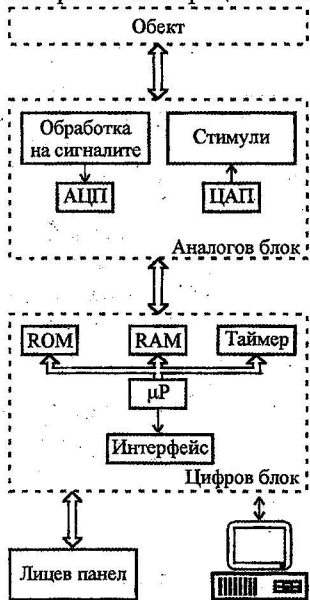 Обект
Обработка
на сигналите
Стимули
АЦП
ЦАП
Аналогов блок
ROM
RAM
Таймер
μP
Интерфейс
Цифров блок
Лицев панел